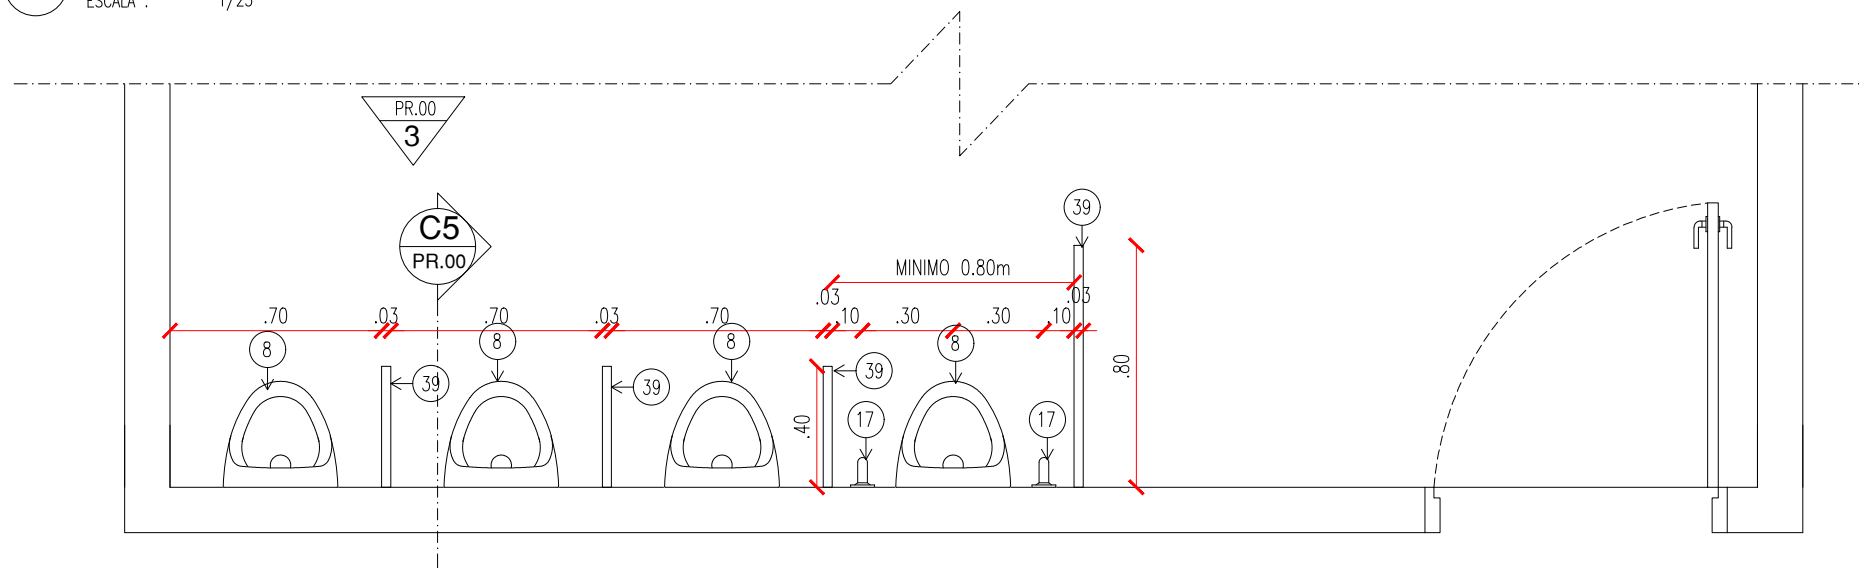 ESCALA : 1/25
PR.00
3
39
C5
PR.00
MINIMO 0.80m
.03 .03
.70 .03 .70 .03 .70 .10 .30 .30 .10
8 8 8 8
.80
39 39 39
.40
17 17